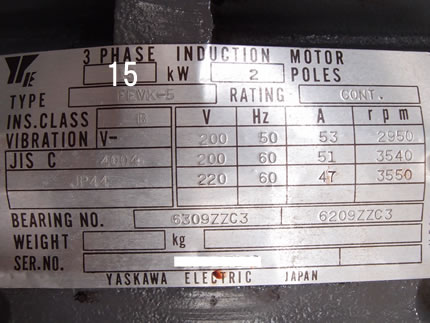 3 PHASE INDUCTION MOTOR
15 kW 2 POLES
TYPE EEVK-5 RATING CONT.
INS.CLASS B V Hz A rpm
VIBRATION V- 200 50 53 2950
JIS C 4004 200 60 51 3540
JP44 220 60 47 3550
BEARING NO. 6309ZZC3 6209ZZC3
WEIGHT kg
SER.NO.
YASKAWA ELECTRIC JAPAN